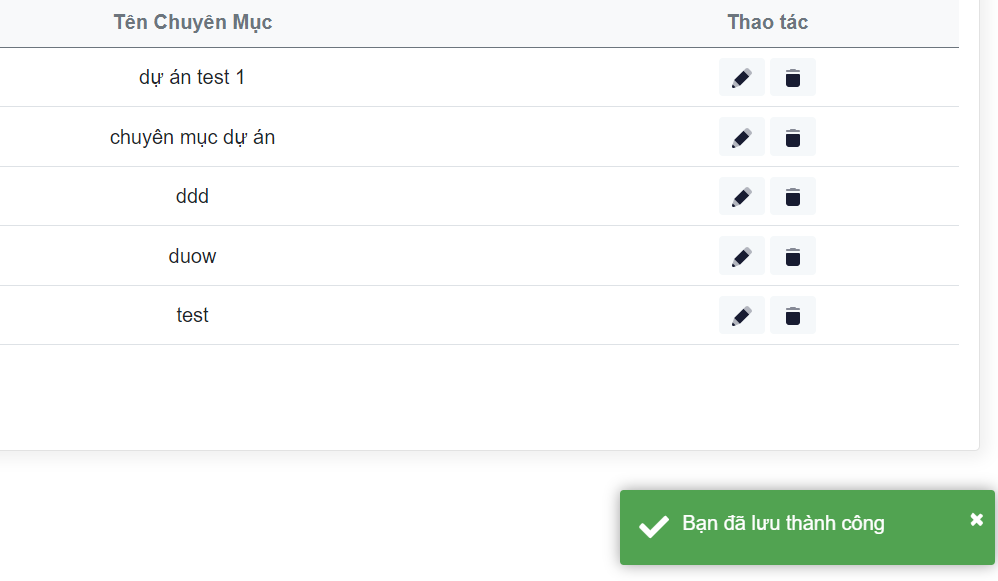 Tên Chuyên Mục Thao tác
dự án test 1
chuyên mục dự án
ddd
duow
test
Bạn đã lưu thành công